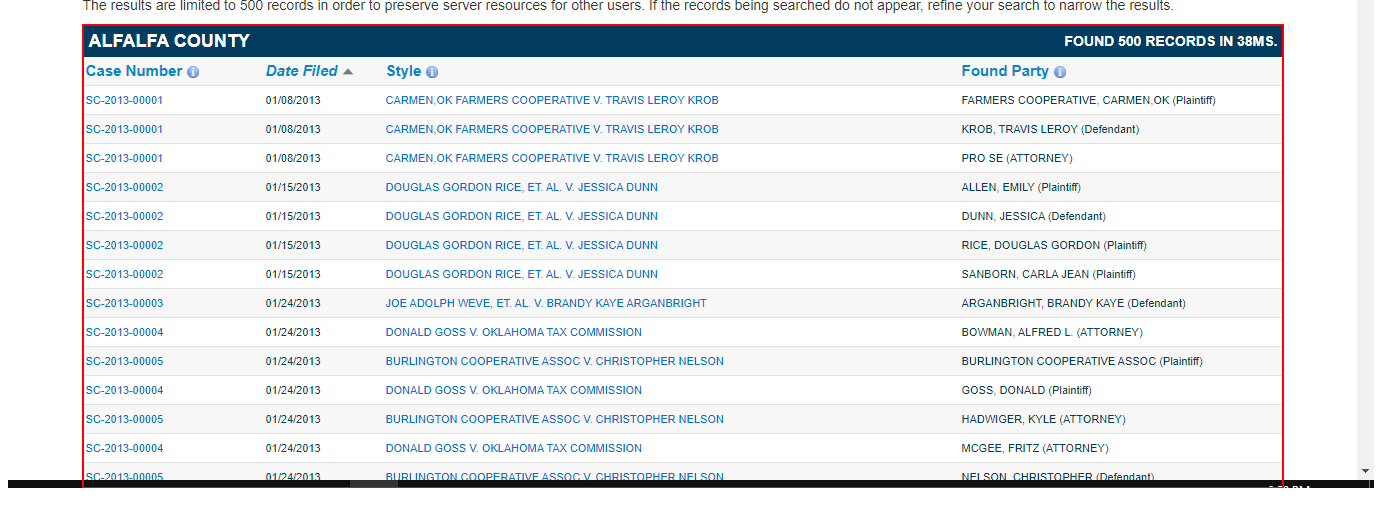 The results are limited to 500 records in order to preserve server resources for other users. If the records being searched do not appear, refine your search to narrow the results.
ALFALFA COUNTY FOUND 500 RECORDS IN 38MS.
Case Number Date Filed Style Found Party
SC-2013-00001 01/08/2013 CARMEN,OK FARMERS COOPERATIVE V. TRAVIS LEROY KROB FARMERS COOPERATIVE, CARMEN,OK (Plaintiff)
SC-2013-00001 01/08/2013 CARMEN,OK FARMERS COOPERATIVE V. TRAVIS LEROY KROB KROB, TRAVIS LEROY (Defendant)
SC-2013-00001 01/08/2013 CARMEN,OK FARMERS COOPERATIVE V. TRAVIS LEROY KROB PRO SE (ATTORNEY)
SC-2013-00002 01/15/2013 DOUGLAS GORDON RICE, ET. AL. V. JESSICA DUNN ALLEN, EMILY (Plaintiff)
SC-2013-00002 01/15/2013 DOUGLAS GORDON RICE, ET. AL. V. JESSICA DUNN DUNN, JESSICA (Defendant)
SC-2013-00002 01/15/2013 DOUGLAS GORDON RICE, ET. AL. V. JESSICA DUNN RICE, DOUGLAS GORDON (Plaintiff)
SC-2013-00002 01/15/2013 DOUGLAS GORDON RICE, ET. AL. V. JESSICA DUNN SANBORN, CARLA JEAN (Plaintiff)
SC-2013-00003 01/24/2013 JOE ADOLPH WEVE, ET. AL. V. BRANDY KAYE ARGANBRIGHT ARGANBRIGHT, BRANDY KAYE (Defendant)
SC-2013-00004 01/24/2013 DONALD GOSS V. OKLAHOMA TAX COMMISSION BOWMAN, ALFRED L. (ATTORNEY)
SC-2013-00005 01/24/2013 BURLINGTON COOPERATIVE ASSOC V. CHRISTOPHER NELSON BURLINGTON COOPERATIVE ASSOC (Plaintiff)
SC-2013-00004 01/24/2013 DONALD GOSS V. OKLAHOMA TAX COMMISSION GOSS, DONALD (Plaintiff)
SC-2013-00005 01/24/2013 BURLINGTON COOPERATIVE ASSOC V. CHRISTOPHER NELSON HADWIGER, KYLE (ATTORNEY)
SC-2013-00004 01/24/2013 DONALD GOSS V. OKLAHOMA TAX COMMISSION MCGEE, FRITZ (ATTORNEY)
SC-2013-00005 01/24/2013 BURLINGTON COOPERATIVE ASSOC V. CHRISTOPHER NELSON NELSON, CHRISTOPHER (Defendant)